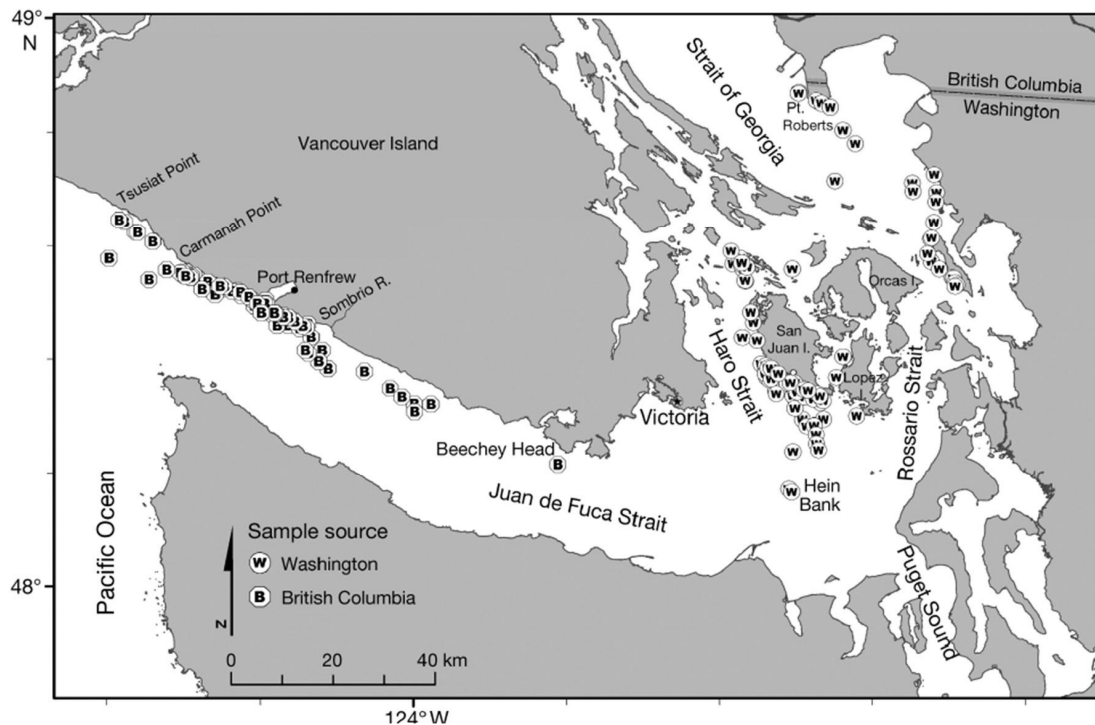 49°
N
British Columbia
Washington
Strait of Georgia
Pt.
Roberts
Vancouver Island
Tsusiat Point
Carmanah Point
Port Renfrew
Sombrio R.
Orcas I.
San
Juan I.
Haro Strait
Lopez
Rossario Strait
Victoria
Beechey Head
Hein
Bank
Juan de Fuca Strait
Pacific Ocean
Puget Sound
Sample source
W Washington
B British Columbia
N
48°
0 20 40 km
124°W